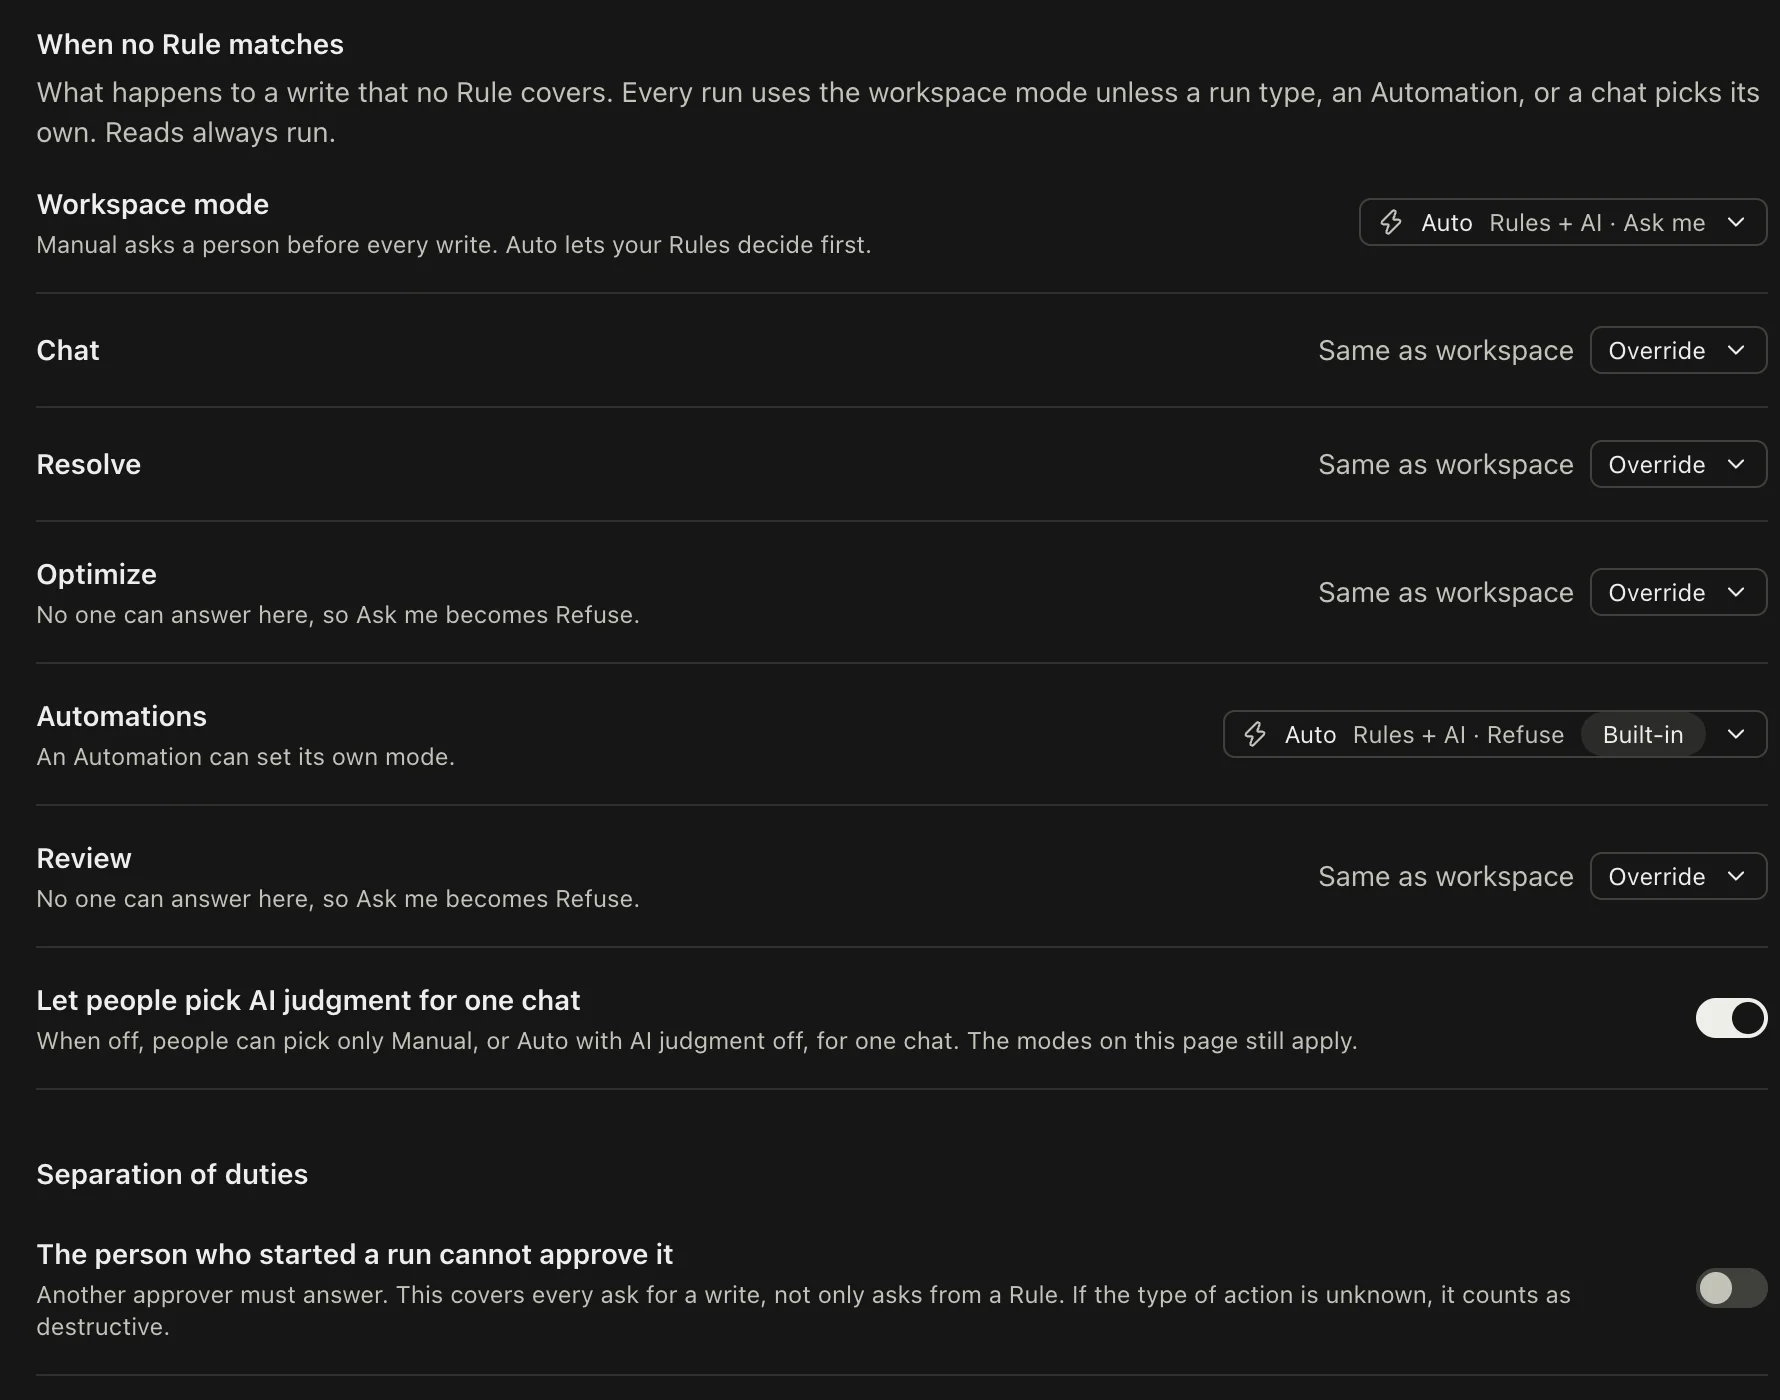 When no Rule matches
What happens to a write that no Rule covers. Every run uses the workspace mode unless a run type, an Automation, or a chat picks its
own. Reads always run.
Workspace mode
Manual asks a person before every write. Auto lets your Rules decide first.
Auto Rules + AI · Ask me
Chat
Same as workspace Override
Resolve
Same as workspace Override
Optimize
No one can answer here, so Ask me becomes Refuse.
Same as workspace Override
Automations
An Automation can set its own mode.
Auto Rules + AI · Refuse Built-in
Review
No one can answer here, so Ask me becomes Refuse.
Same as workspace Override
Let people pick AI judgment for one chat
When off, people can pick only Manual, or Auto with AI judgment off, for one chat. The modes on this page still apply.
Separation of duties
The person who started a run cannot approve it
Another approver must answer. This covers every ask for a write, not only asks from a Rule. If the type of action is unknown, it counts as
destructive.